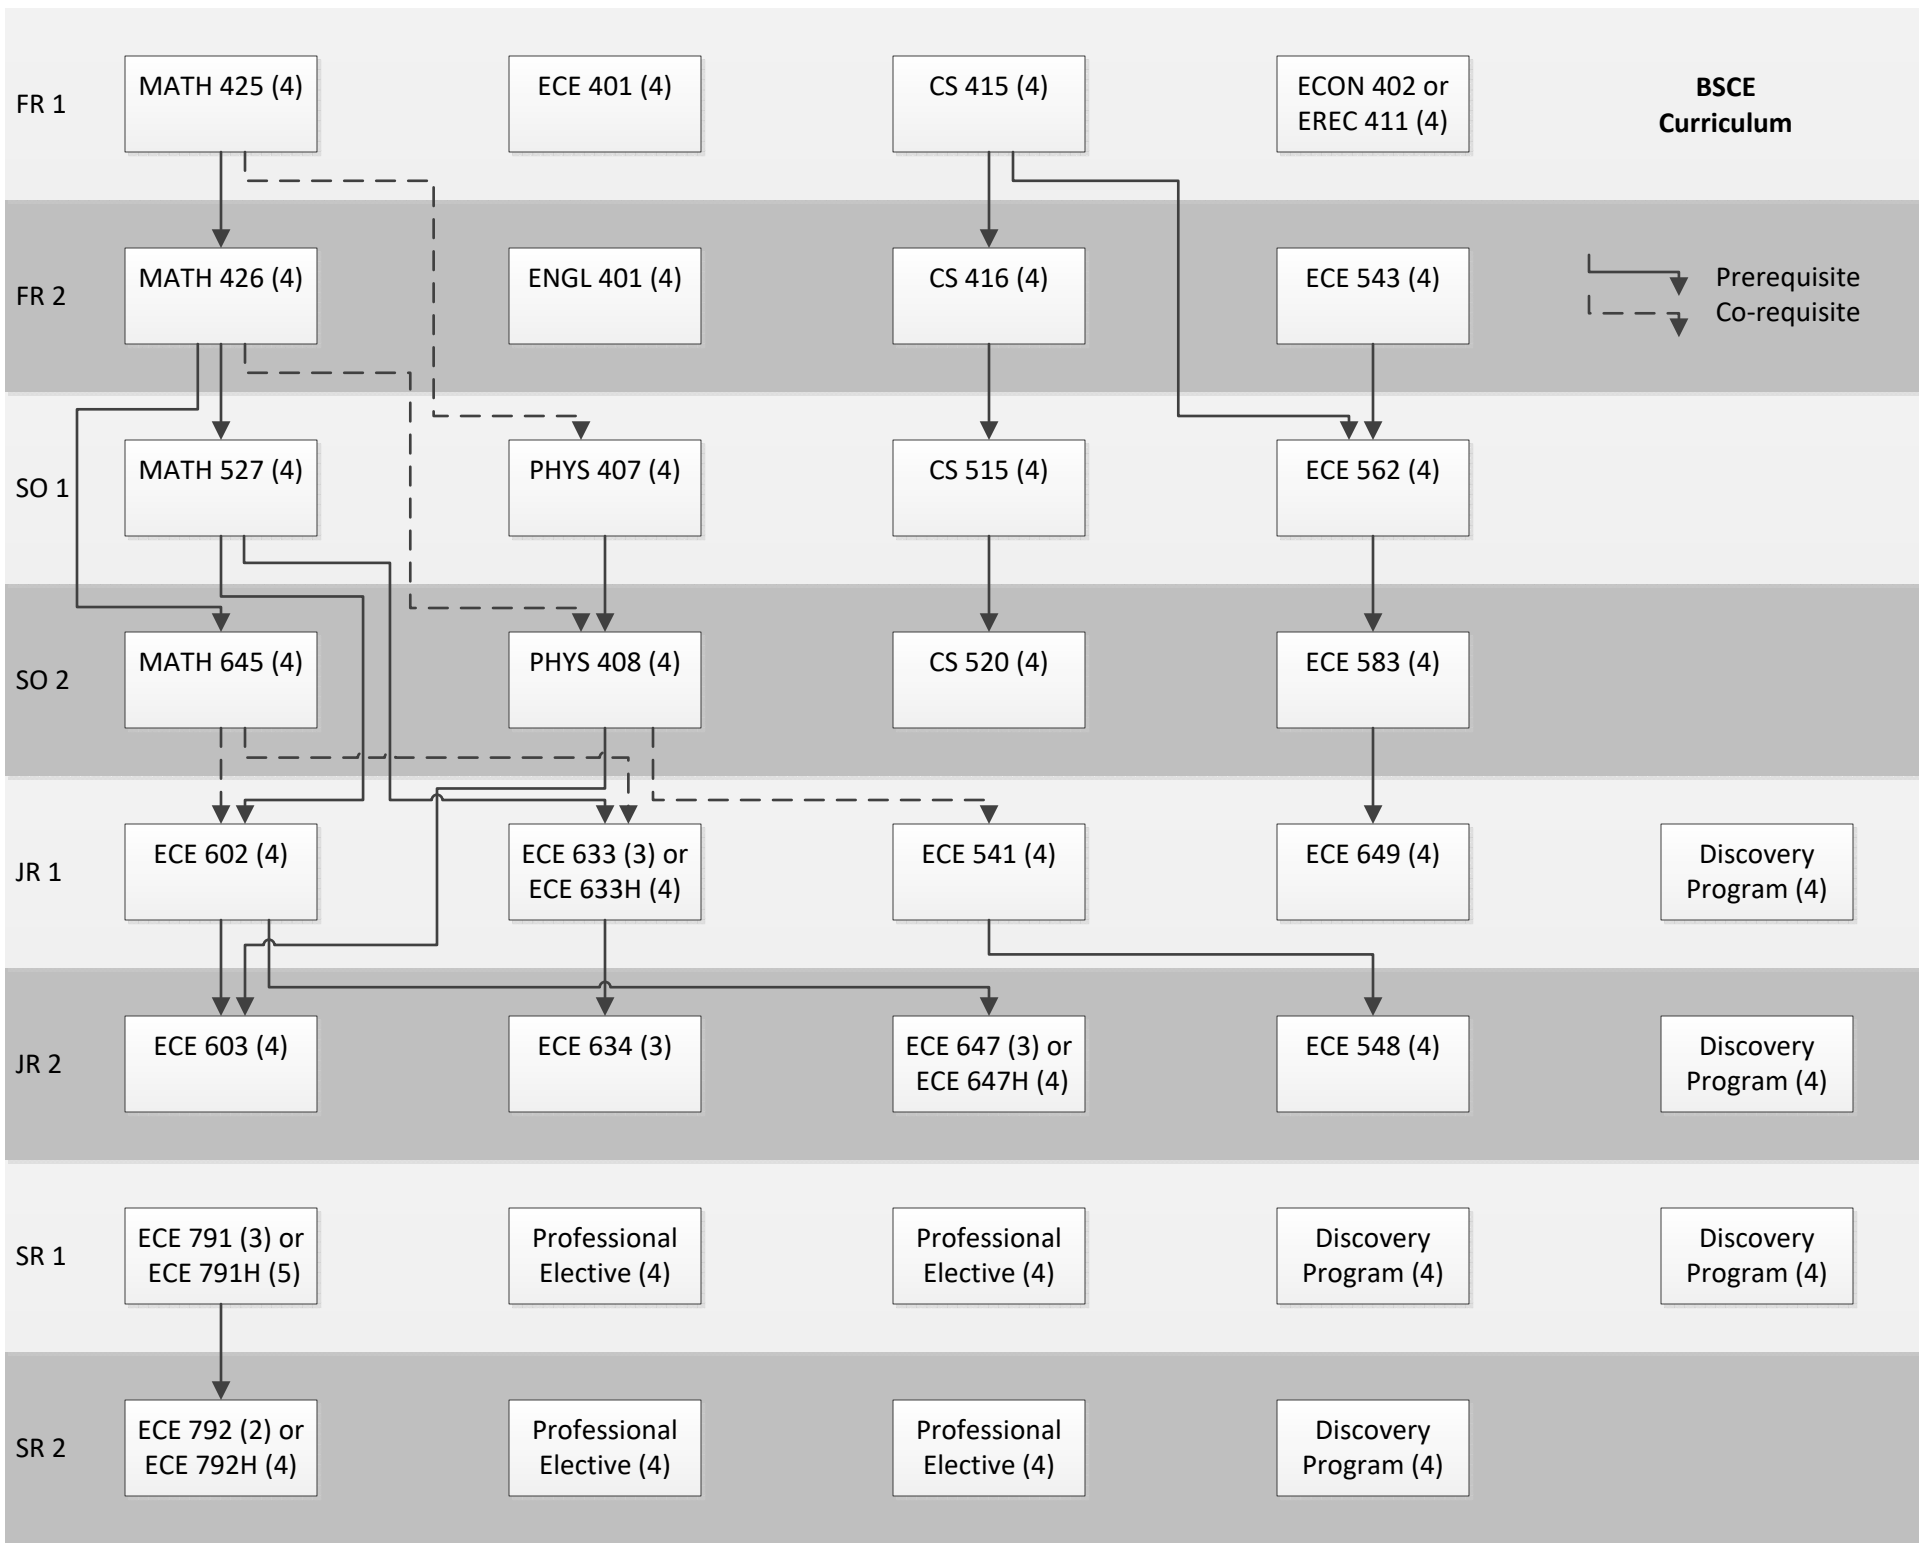 FR 1
MATH 425 (4)
ECE 401 (4)
CS 415 (4)
ECON 402 or
EREC 411 (4)
BSCE
Curriculum
FR 2
MATH 426 (4)
ENGL 401 (4)
CS 416 (4)
ECE 543 (4)
Prerequisite
Co-requisite
SO 1
MATH 527 (4)
PHYS 407 (4)
CS 515 (4)
ECE 562 (4)
SO 2
MATH 645 (4)
PHYS 408 (4)
CS 520 (4)
ECE 583 (4)
JR 1
ECE 602 (4)
ECE 633 (3) or
ECE 633H (4)
ECE 541 (4)
ECE 649 (4)
Discovery
Program (4)
JR 2
ECE 603 (4)
ECE 634 (3)
ECE 647 (3) or
ECE 647H (4)
ECE 548 (4)
Discovery
Program (4)
SR 1
ECE 791 (3) or
ECE 791H (5)
Professional
Elective (4)
Professional
Elective (4)
Discovery
Program (4)
Discovery
Program (4)
SR 2
ECE 792 (2) or
ECE 792H (4)
Professional
Elective (4)
Professional
Elective (4)
Discovery
Program (4)